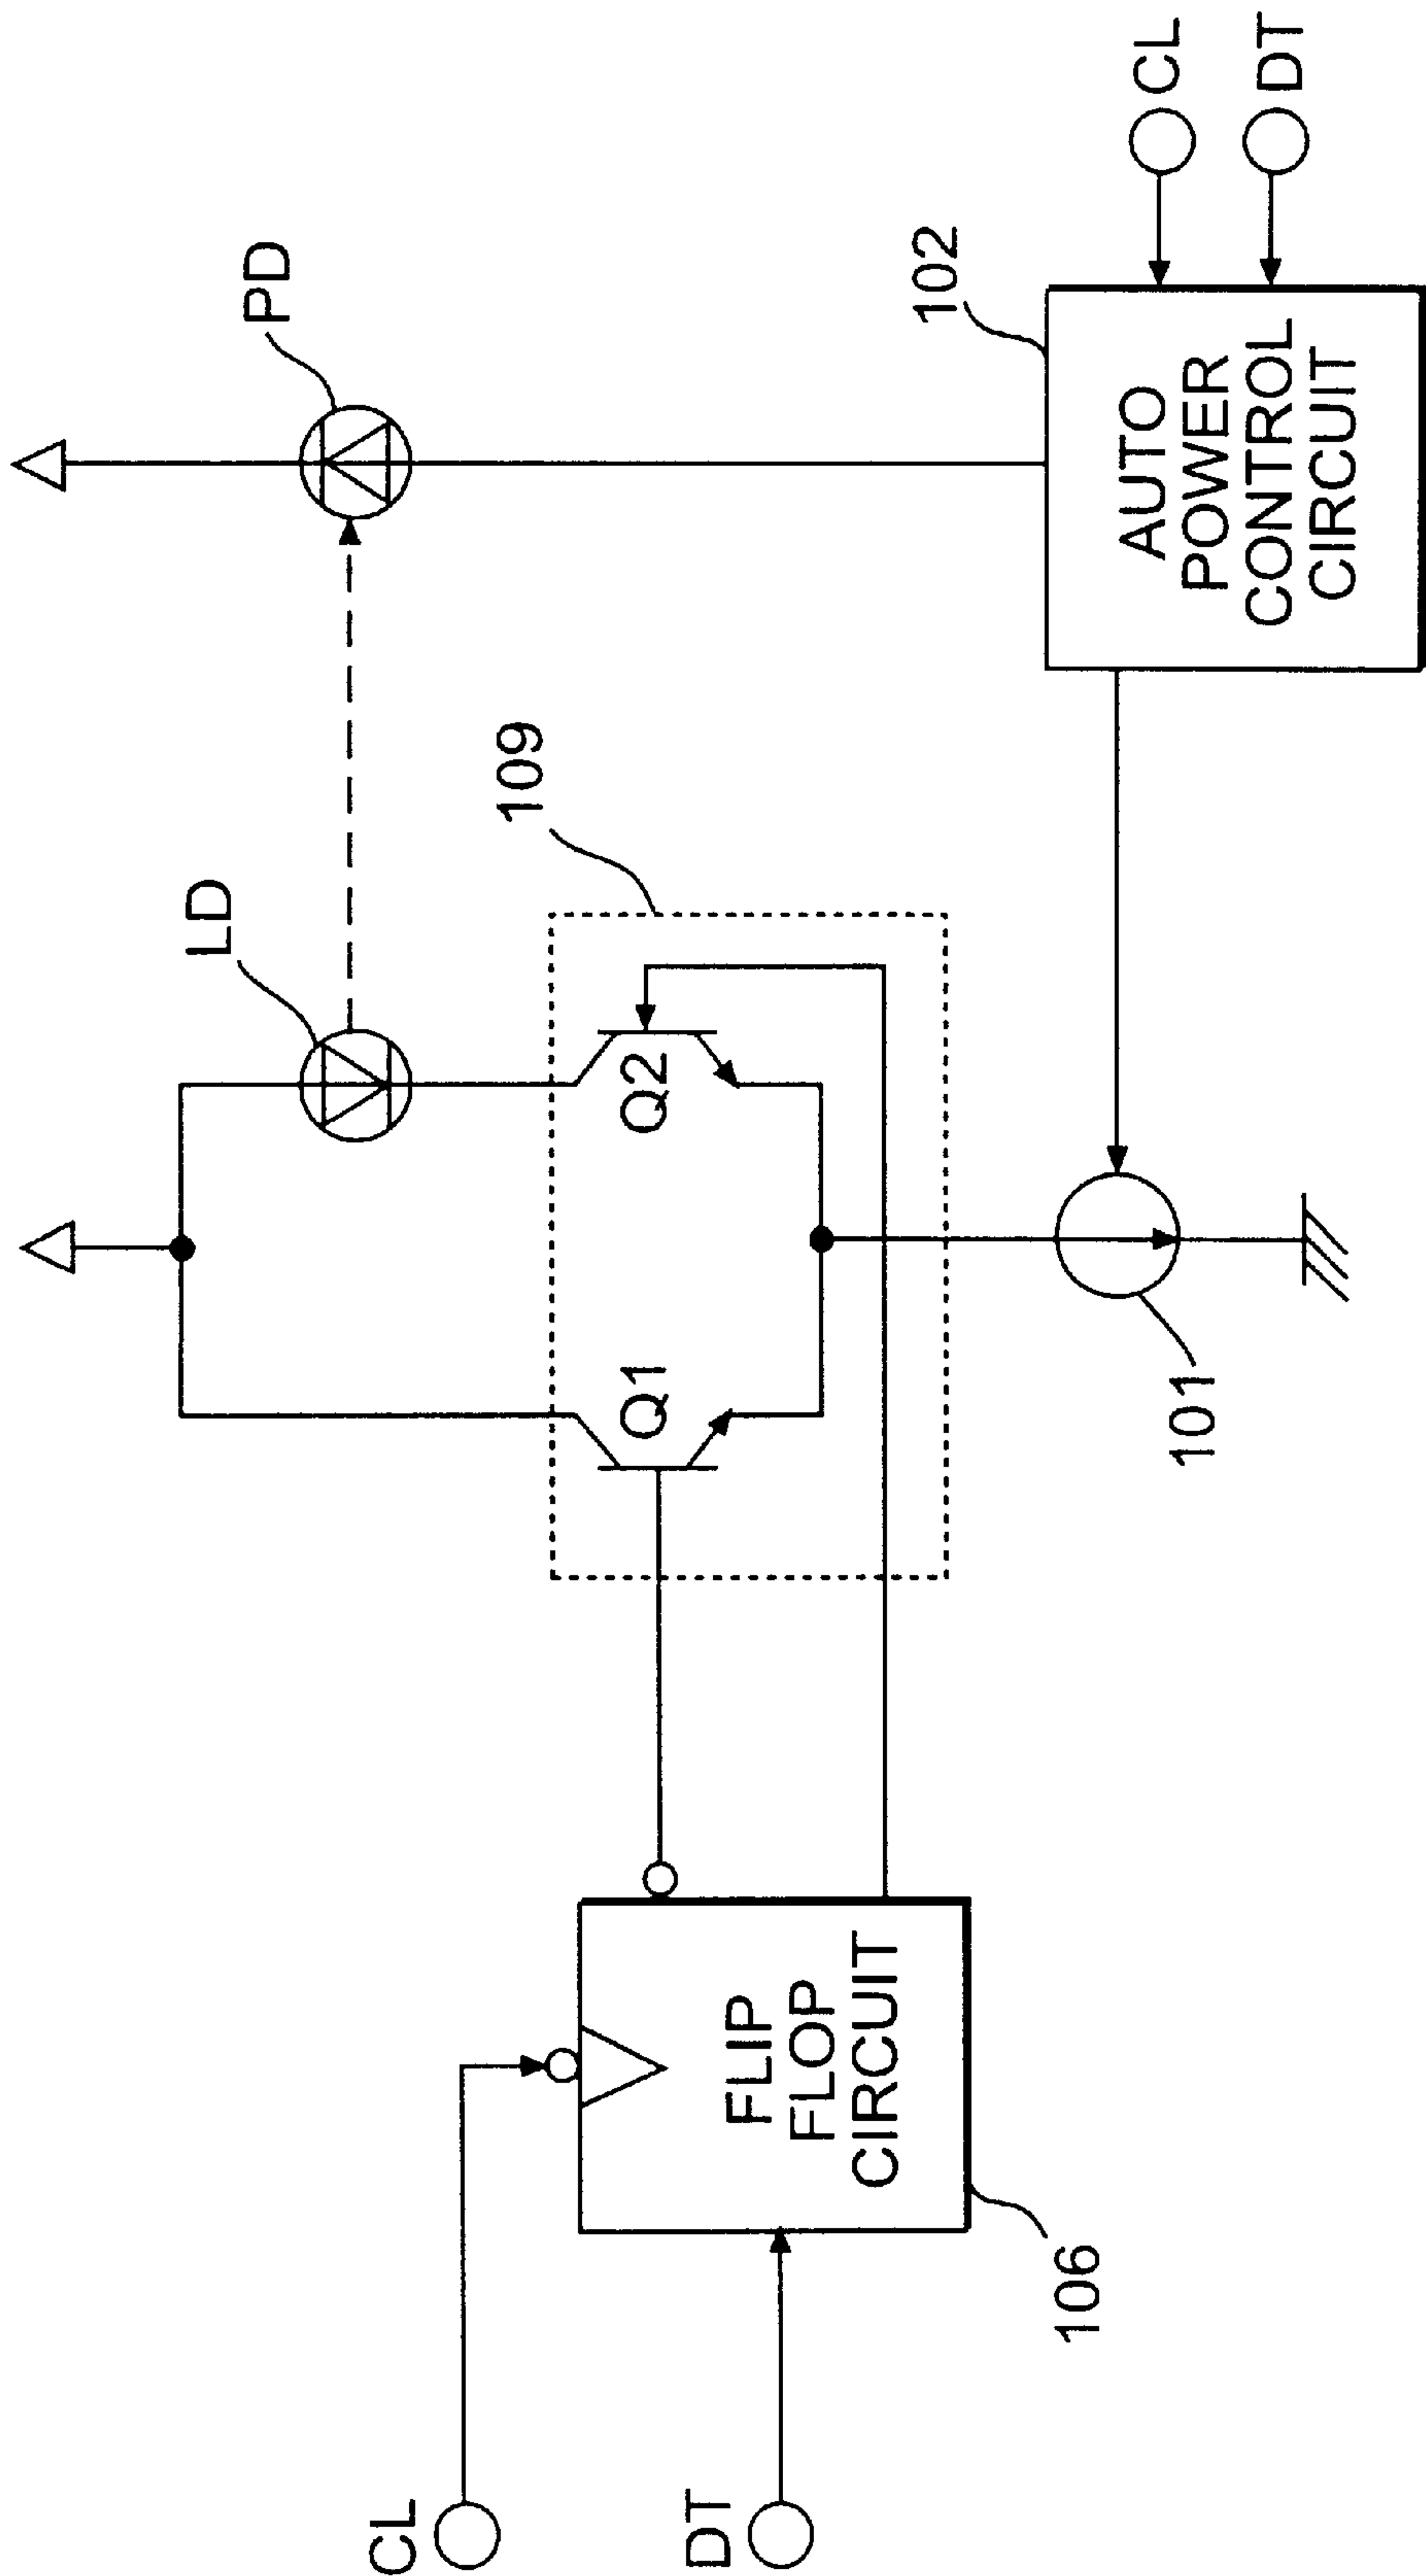 CL
DT
FLIP
FLOP
CIRCUIT
106
Q1
Q2
109
LD
PD
101
102
AUTO
POWER
CONTROL
CIRCUIT
CL
DT